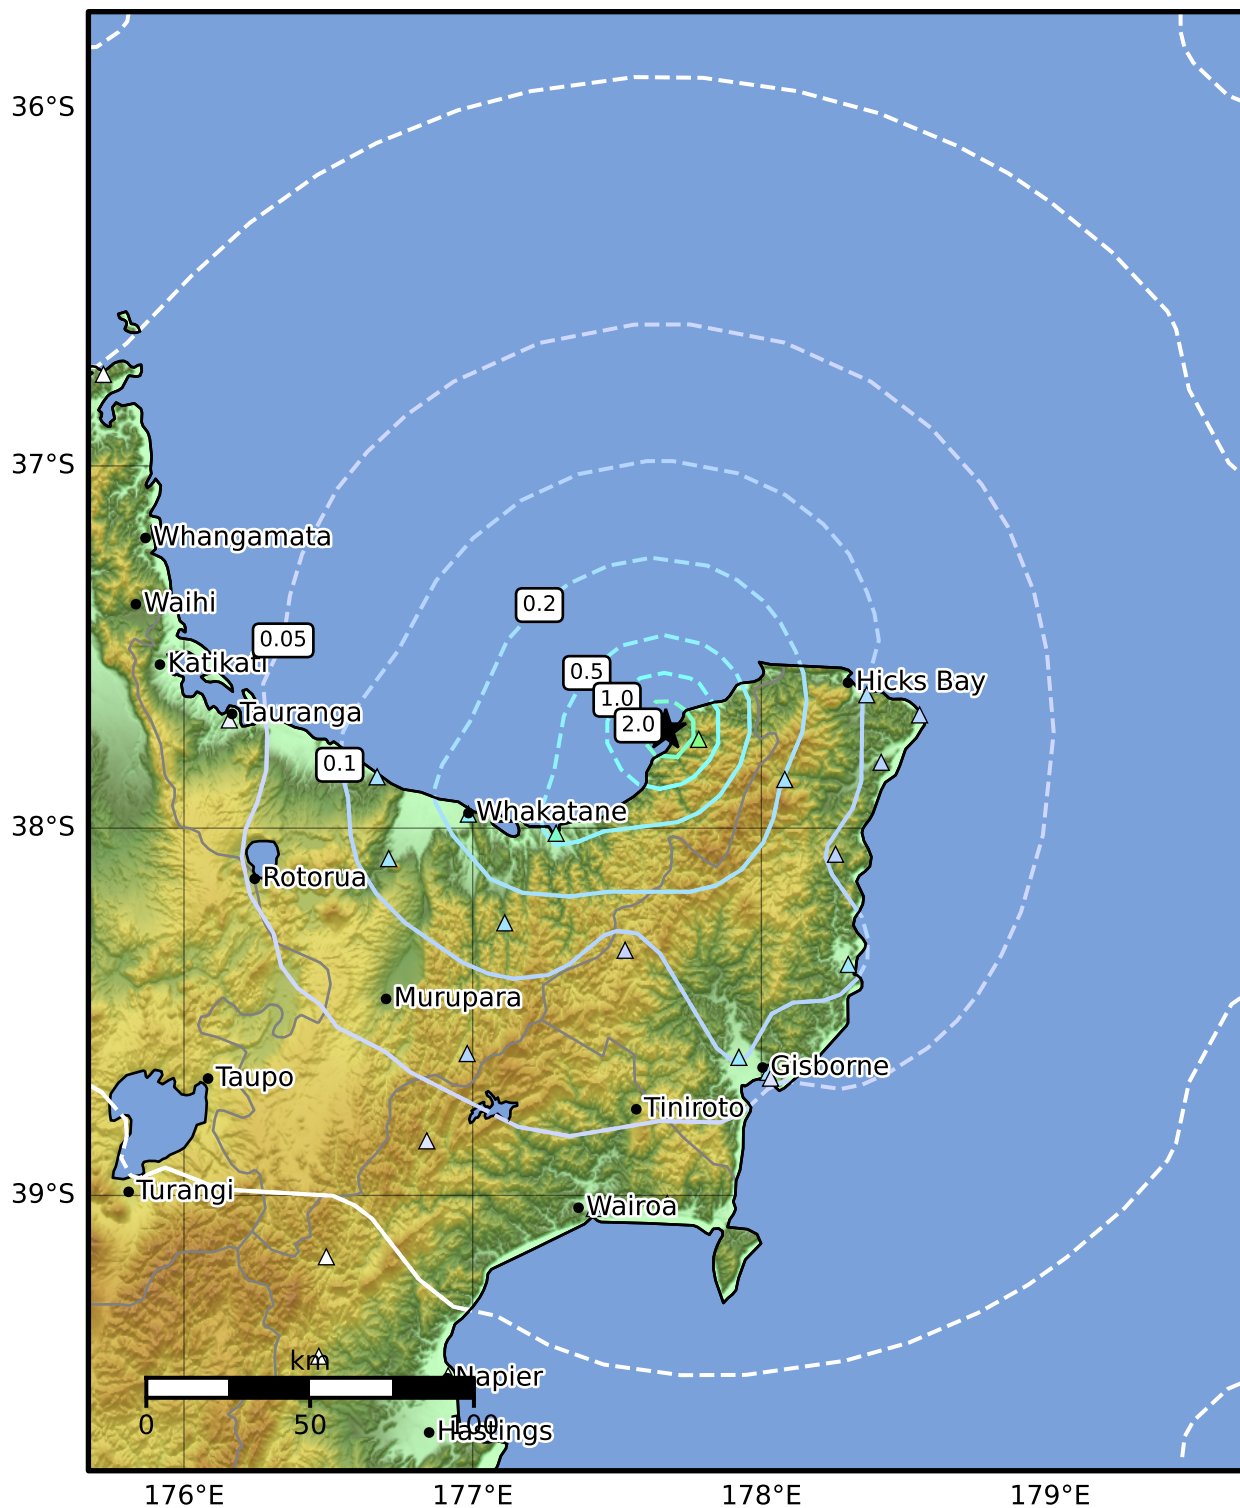 36°S
37°S
Whangamata
Waihi
0.2
0.05
Katikati
0.5
Hicks Bay
1.0
Tauranga
2.0
0.1
Whakatane
38°S
Rotorua
Murupara
Gisborne
Taupo
Tiniroto
39°S
Turangi
Wairoa
km
Napier
0 50 100
Hastings
176°E 177°E 178°E 179°E